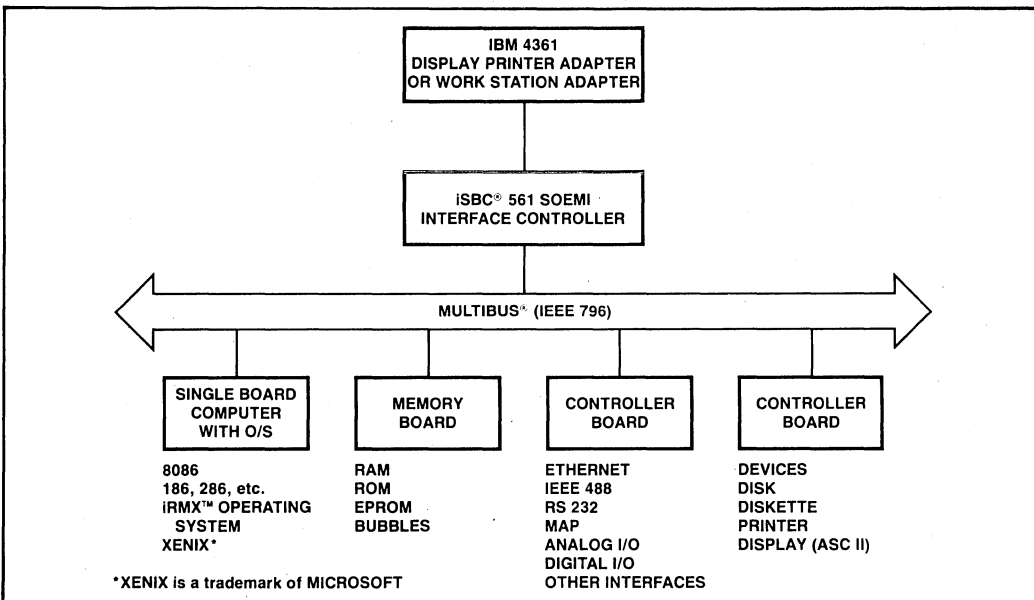 IBM 4361
DISPLAY PRINTER ADAPTER
OR WORK STATION ADAPTER
iSBC® 561 SOEMI
INTERFACE CONTROLLER
MULTIBUS® (IEEE 796)
SINGLE BOARD
COMPUTER
WITH O/S
MEMORY
BOARD
CONTROLLER
BOARD
CONTROLLER
BOARD
8086
186, 286, etc.
iRMX™ OPERATING
SYSTEM
XENIX*
RAM
ROM
EPROM
BUBBLES
ETHERNET
IEEE 488
RS 232
MAP
ANALOG I/O
DIGITAL I/O
OTHER INTERFACES
DEVICES
DISK
DISKETTE
PRINTER
DISPLAY (ASC II)
*XENIX is a trademark of MICROSOFT